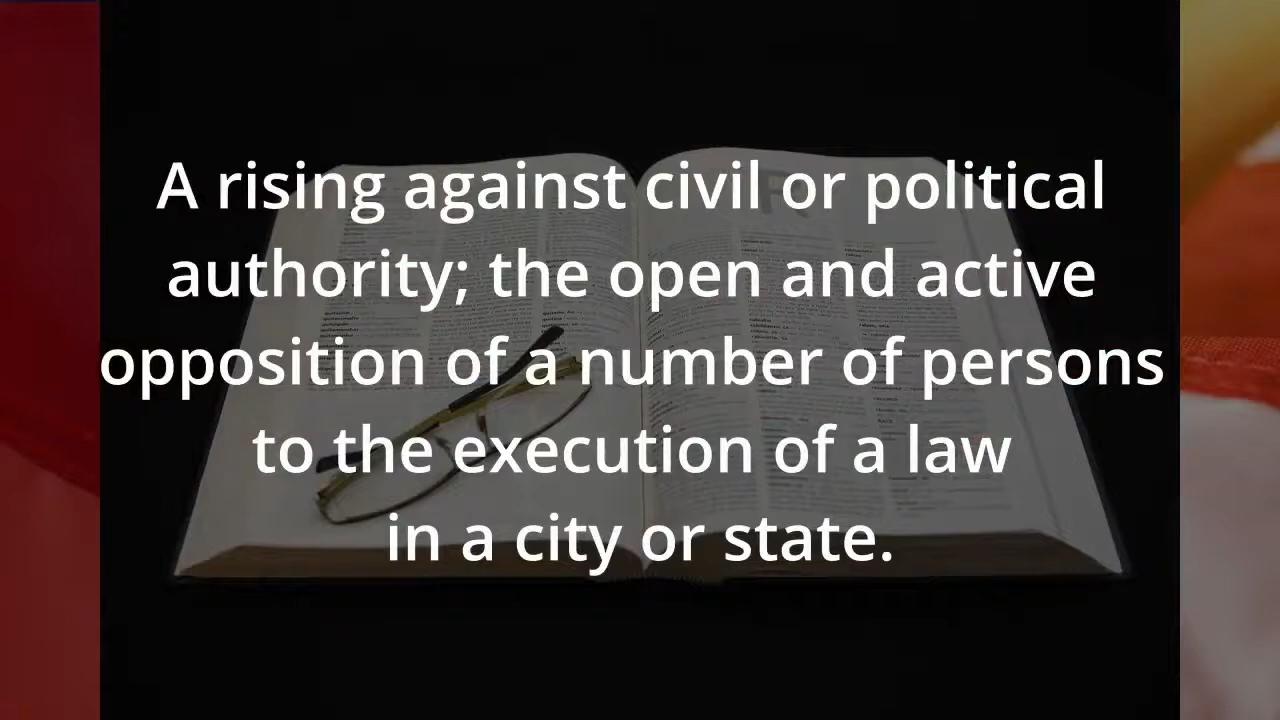 A rising against civil or political
authority; the open and active
opposition of a number of persons
to the execution of a law
in a city or state.